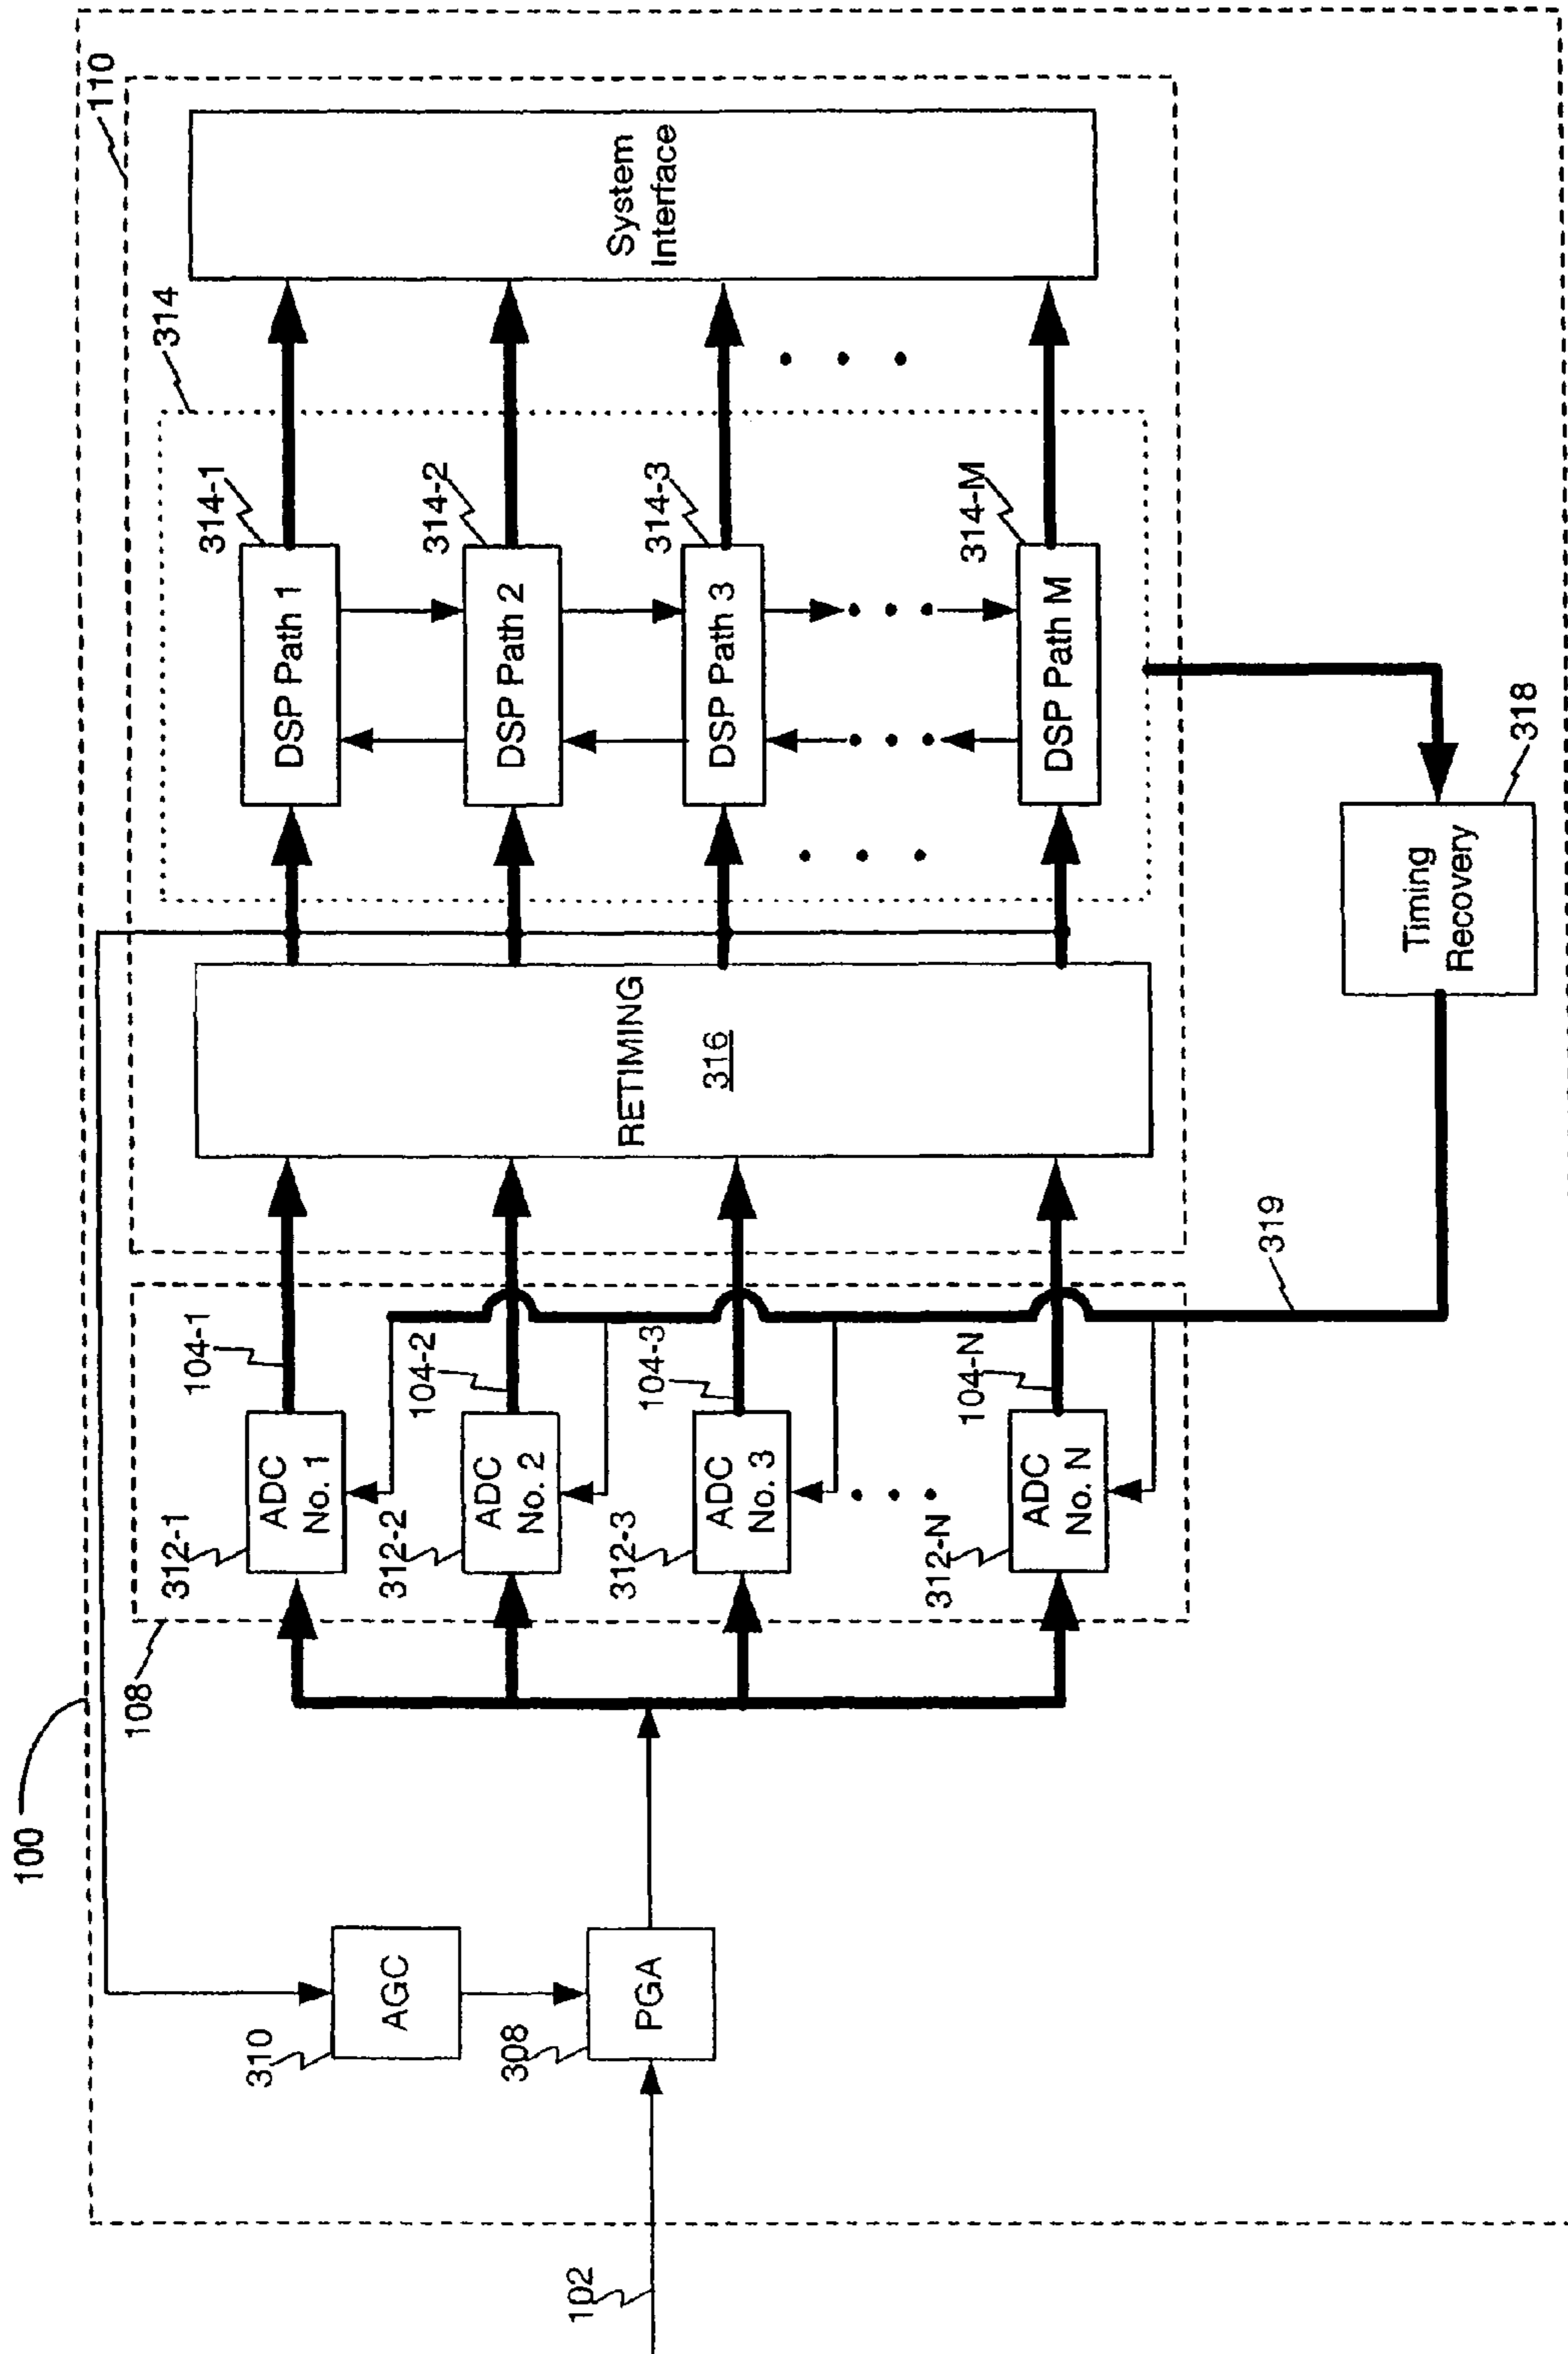 100
110
102
310
AGC
308
PGA
108
312-1
ADC
No. 1
104-1
312-2
ADC
No. 2
104-2
312-3
ADC
No. 3
104-3
312-N
ADC
No. N
104-N
319
RETIMING
316
314
314-1
DSP Path 1
314-2
DSP Path 2
314-3
DSP Path 3
314-M
DSP Path M
System
Interface
Timing
Recovery
318